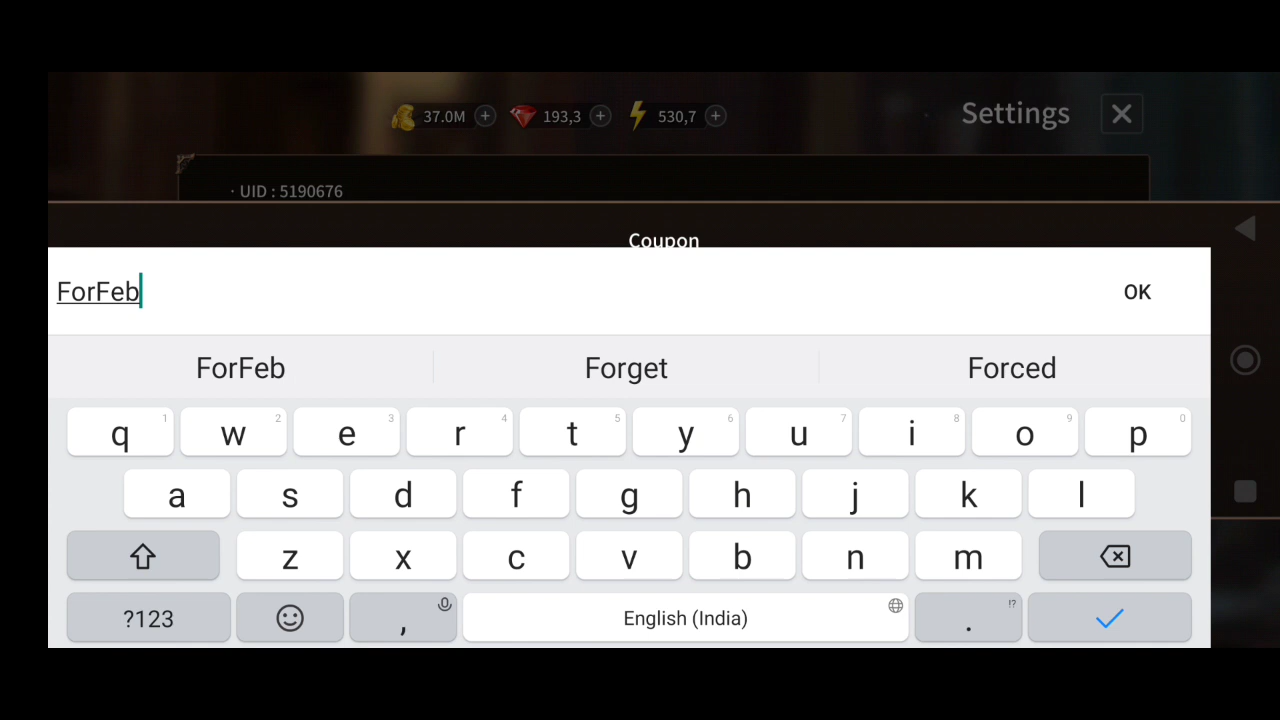 37.0M + 193,3 + 530,7 + Settings
· UID : 5190676
Coupon
ForFeb OK
ForFeb Forget Forced
q 1 w 2 e 3 r 4 t 5 y 6 u 7 i 8 o 9 p 0
a s d f g h j k l
z x c v b n m
?123 , English (India) . !?